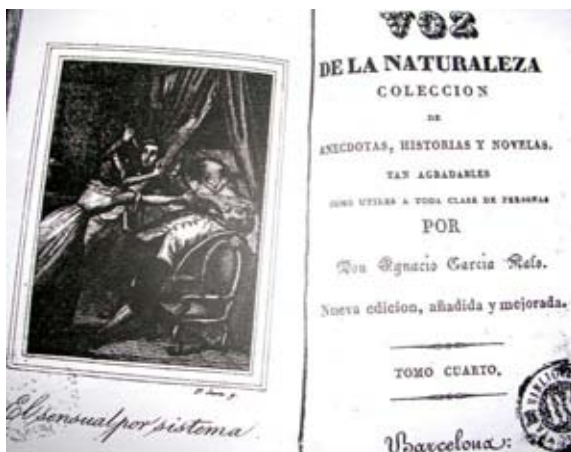 El sensual por sistema.
VOZ
DE LA NATURALEZA
COLECCION
DE
ANECDOTAS, HISTORIAS Y NOVELAS.
TAN AGRADABLES
COMO UTILES A TODA CLASE DE PERSONAS
POR
Don Ignacio Garcia Malo.
Nueva edicion, añadida y mejorada.
TOMO CUARTO.
Barcelona: